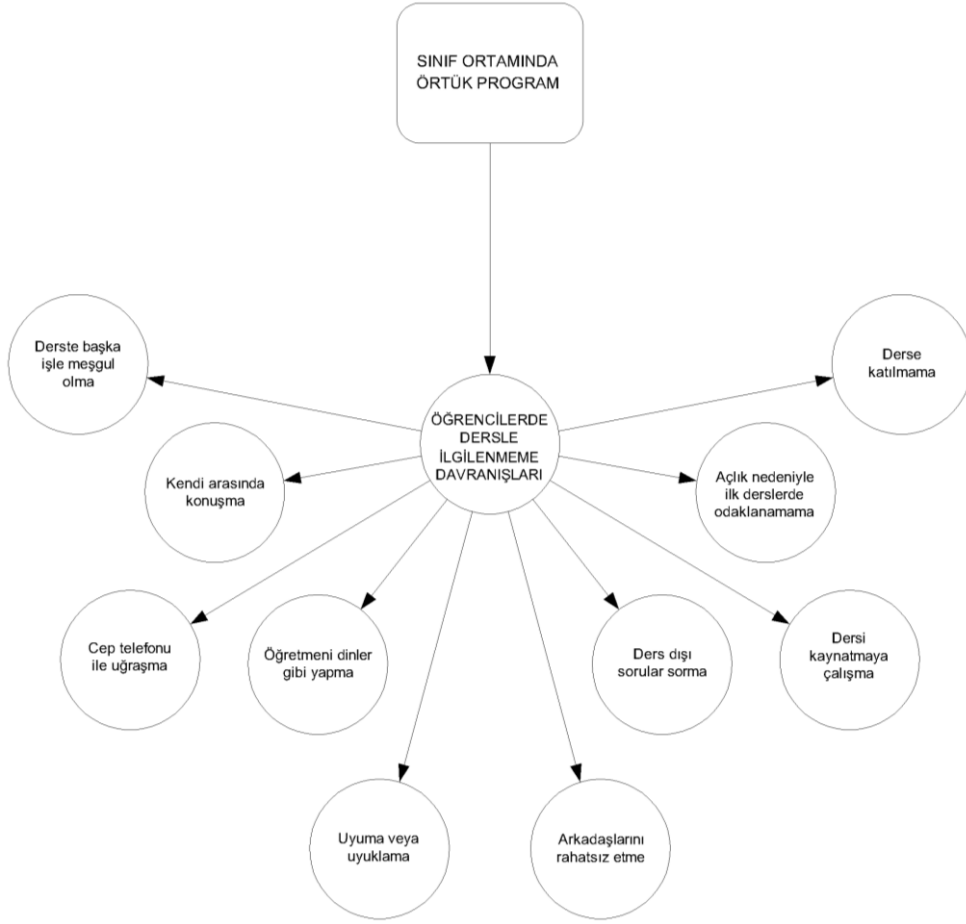 SINIF ORTAMINDA
ÖRTÜK PROGRAM
Derste başka
işle meşgul
olma
Derse
katılmama
ÖĞRENCİLERDE
DERSLE
İLGİLENMEME
DAVRANIŞLARI
Kendi arasında
konuşma
Açlık nedeniyle
ilk derslerde
odaklanamama
Cep telefonu
ile uğraşma
Öğretmeni dinler
gibi yapma
Ders dışı
sorular sorma
Dersi
kaynatmaya
çalışma
Uyuma veya
uyuklama
Arkadaşlarını
rahatsız etme